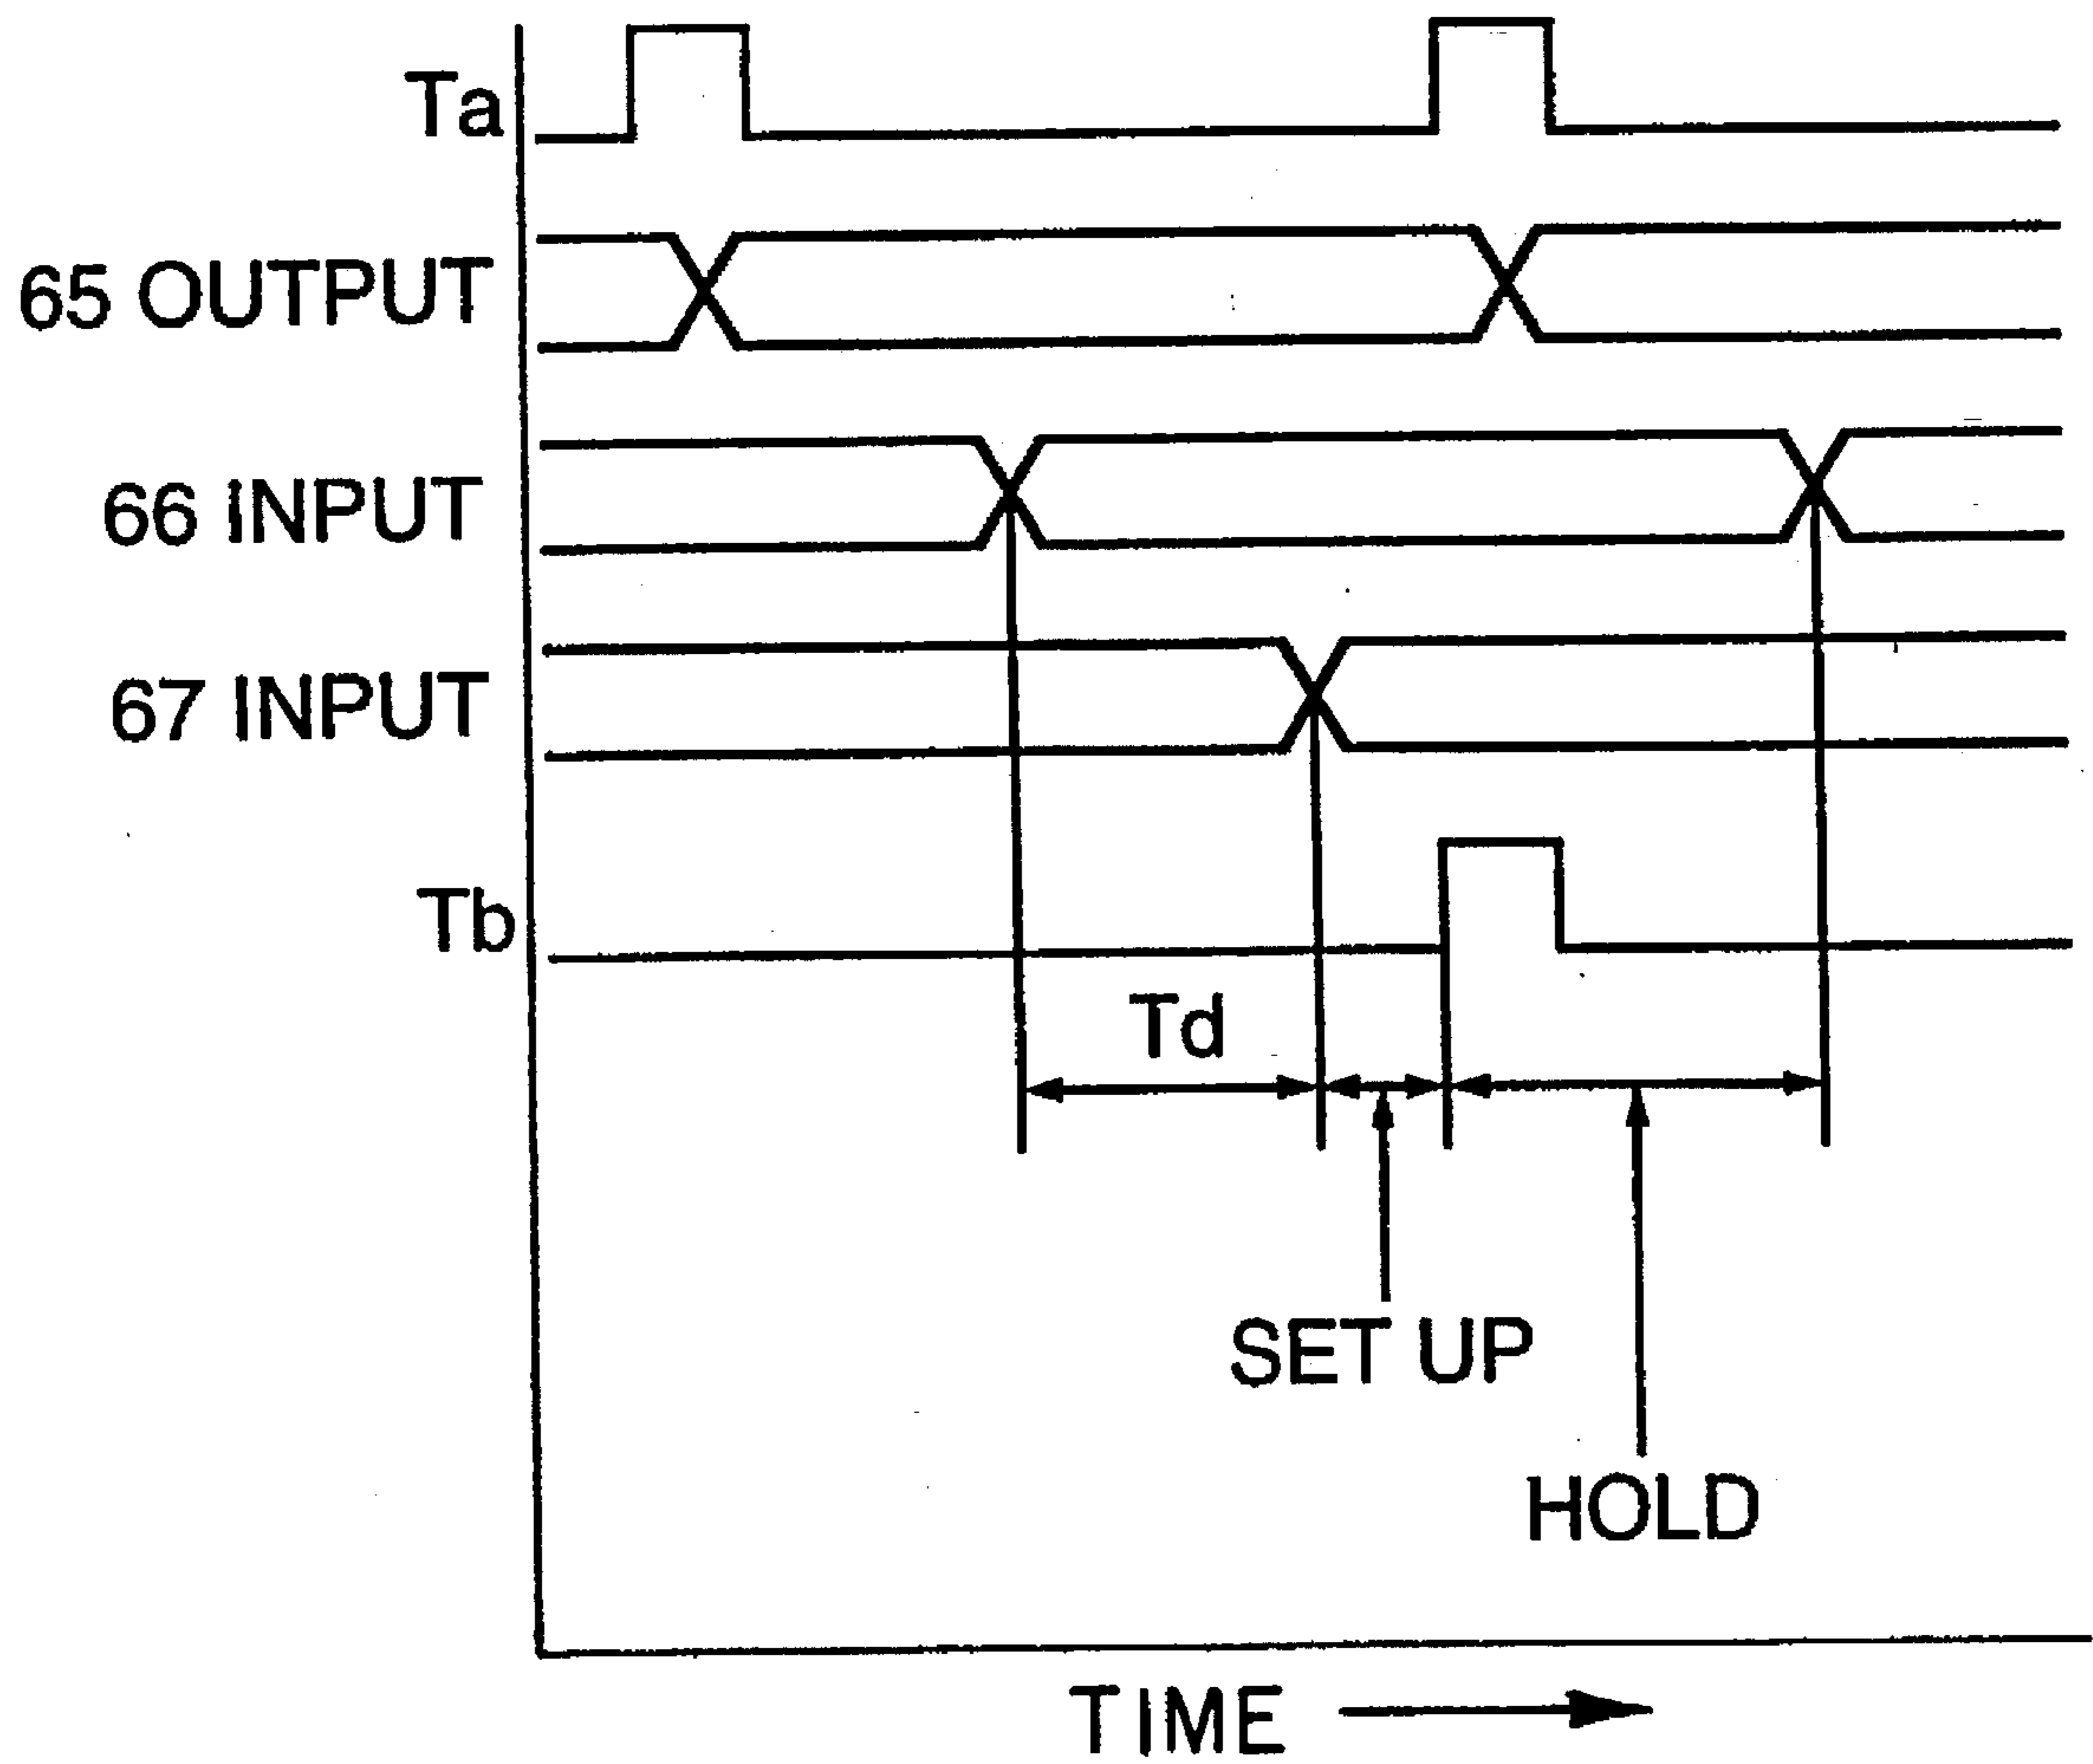 Ta
65 OUTPUT
66 INPUT
67 INPUT
Tb
Td
SET UP
HOLD
TIME